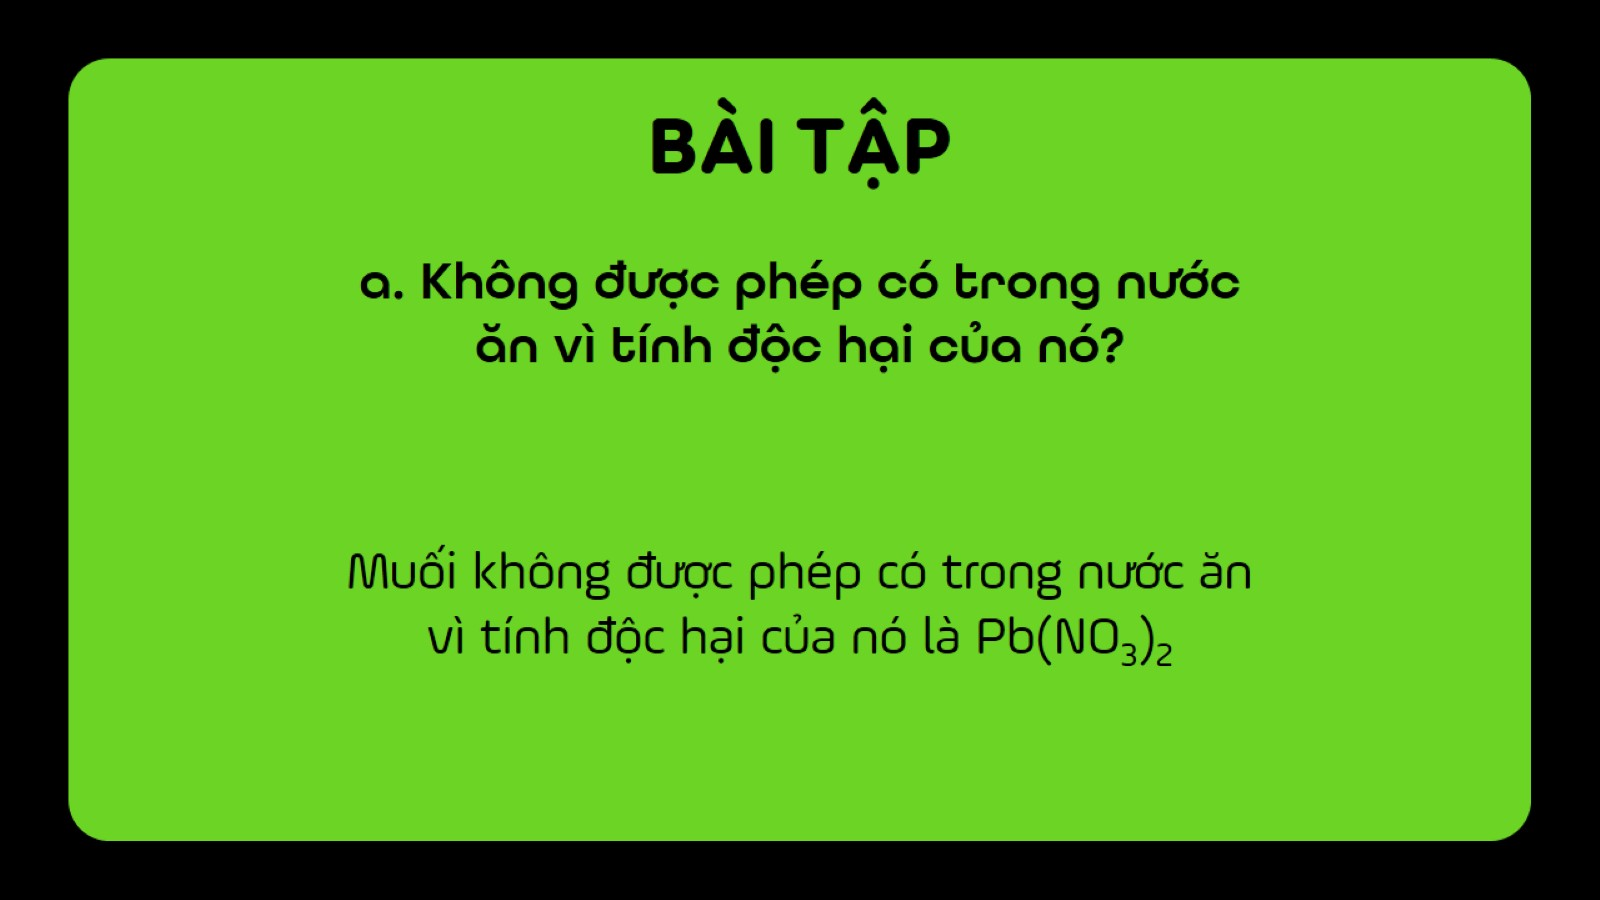 BÀI TẬP
a. Không được phép có trong nước
ăn vì tính độc hại của nó?
Muối không được phép có trong nước ăn
vì tính độc hại của nó là Pb(NO₃)₂